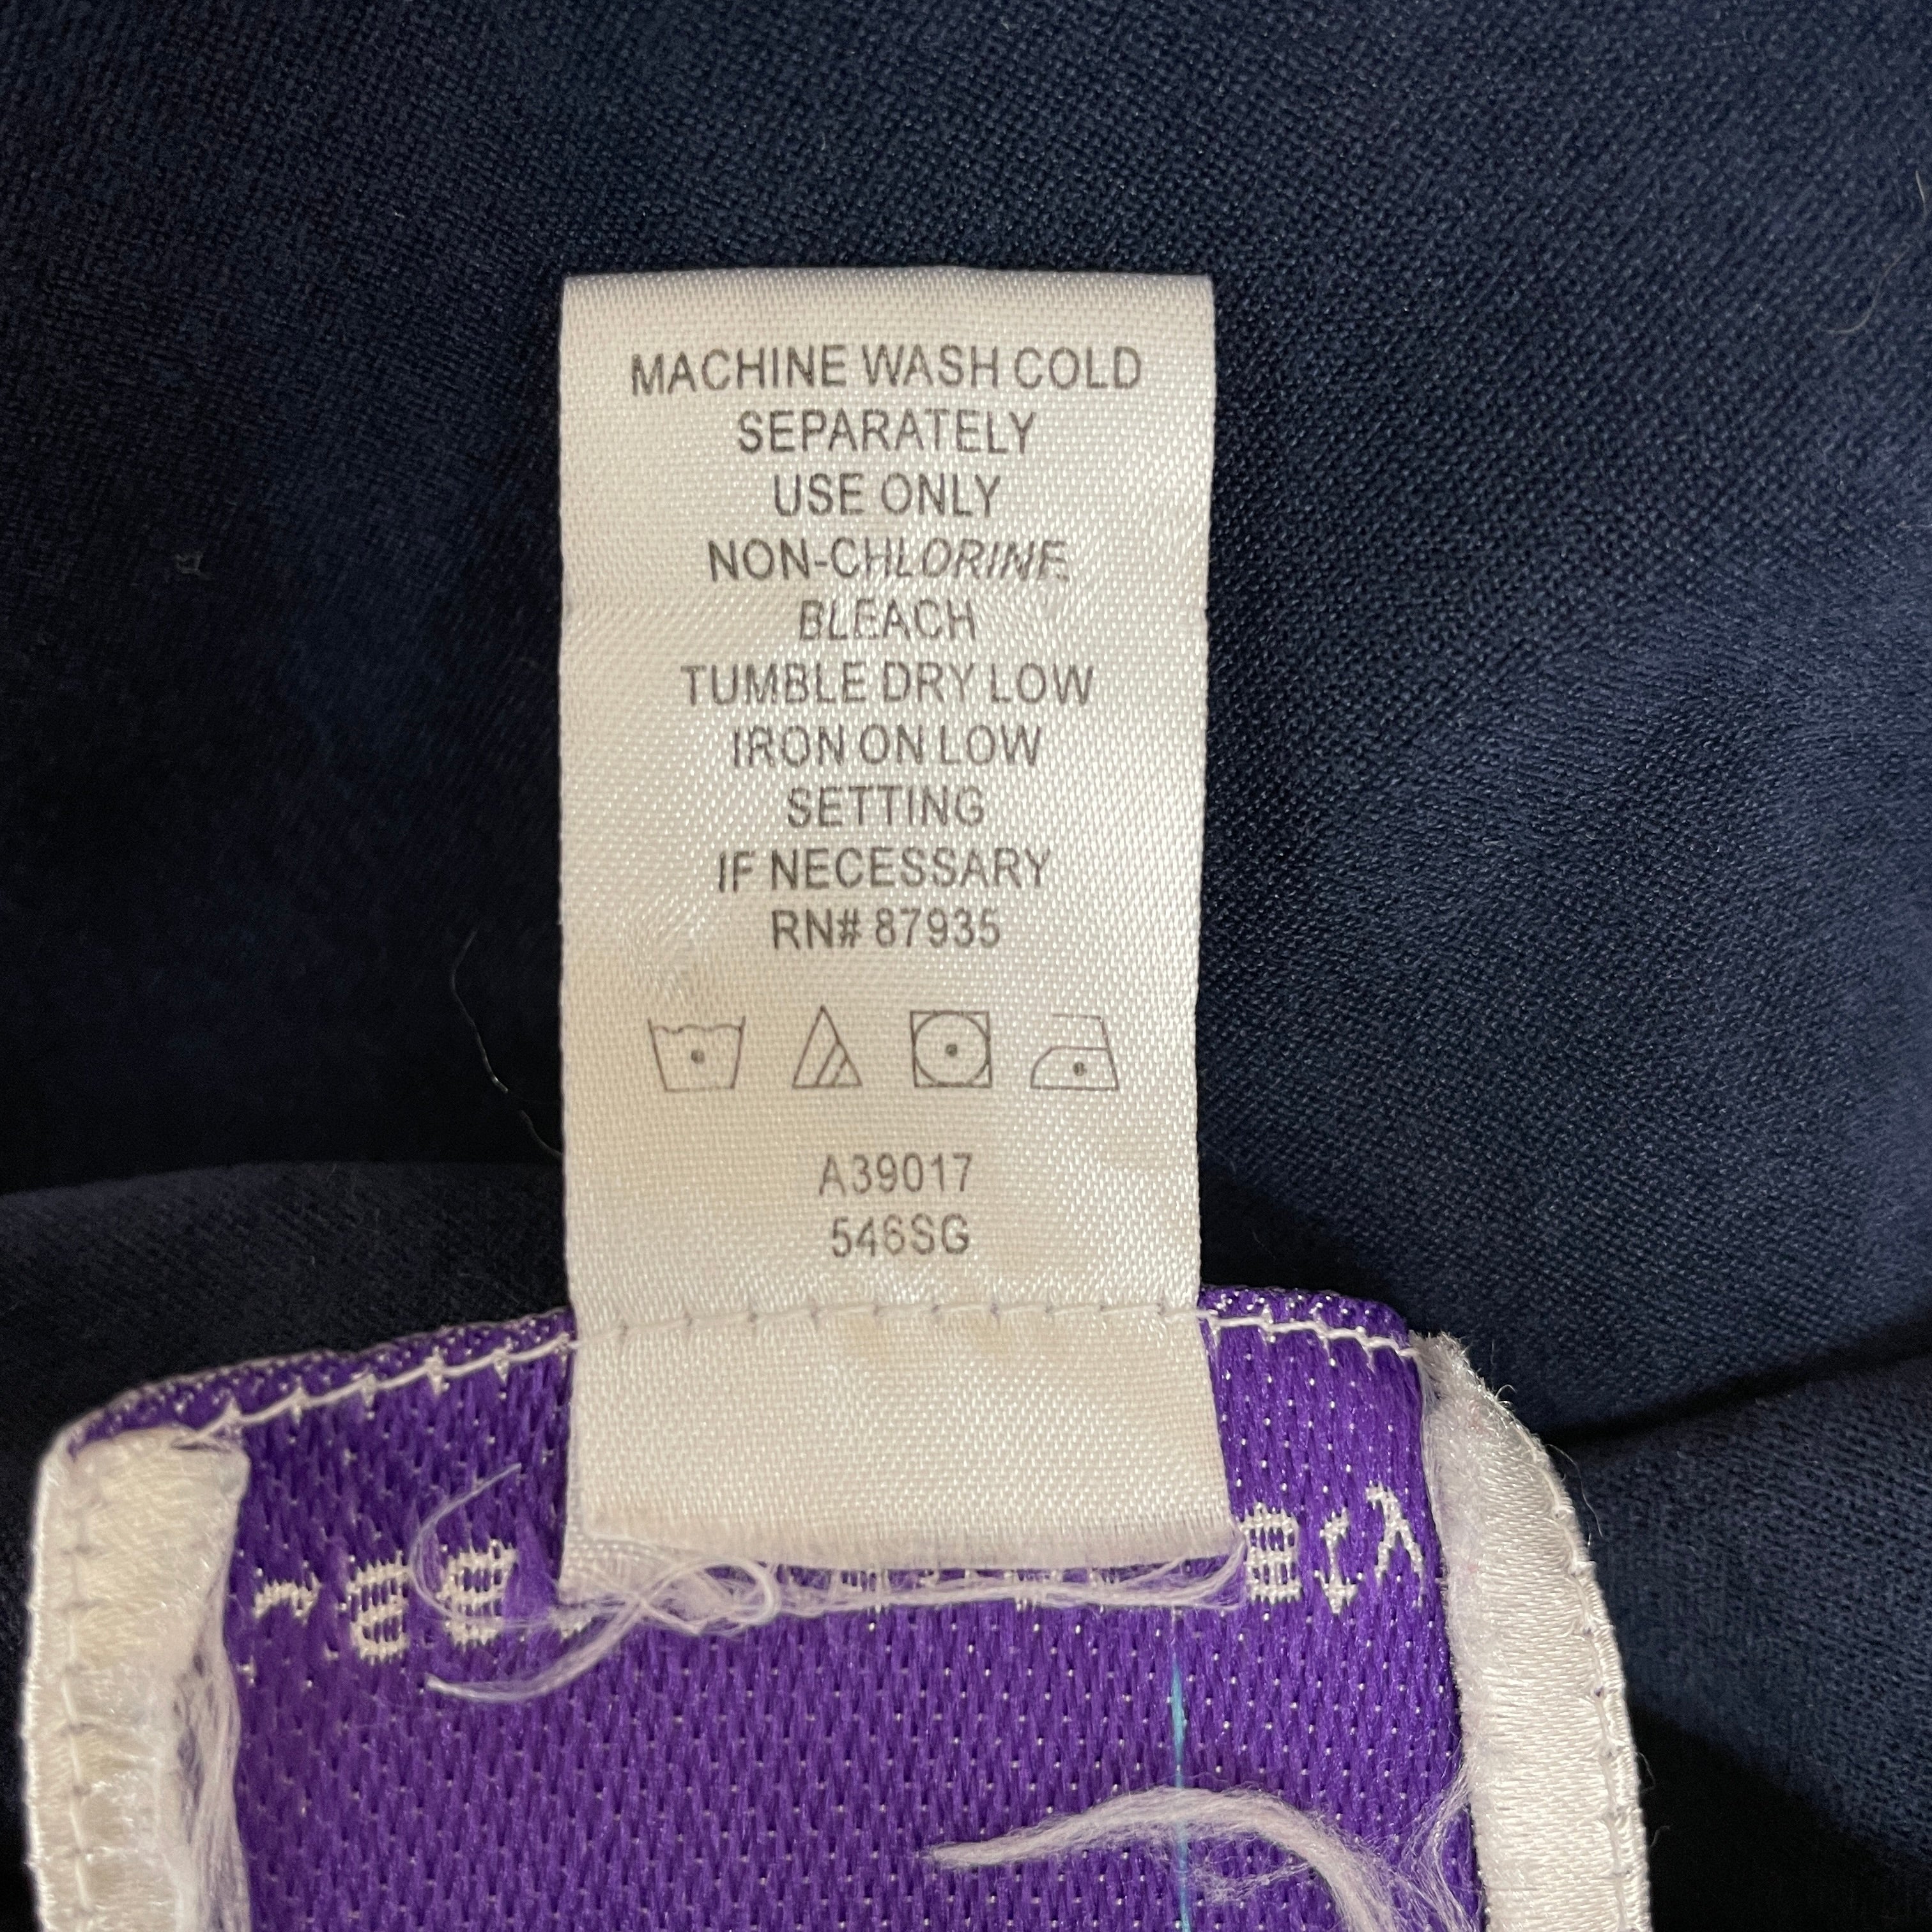 MACHINE WASH COLD
SEPARATELY
USE ONLY
NON-CHLORINE
BLEACH
TUMBLE DRY LOW
IRON ON LOW
SETTING
IF NECESSARY
RN# 87935
A39017
546SG